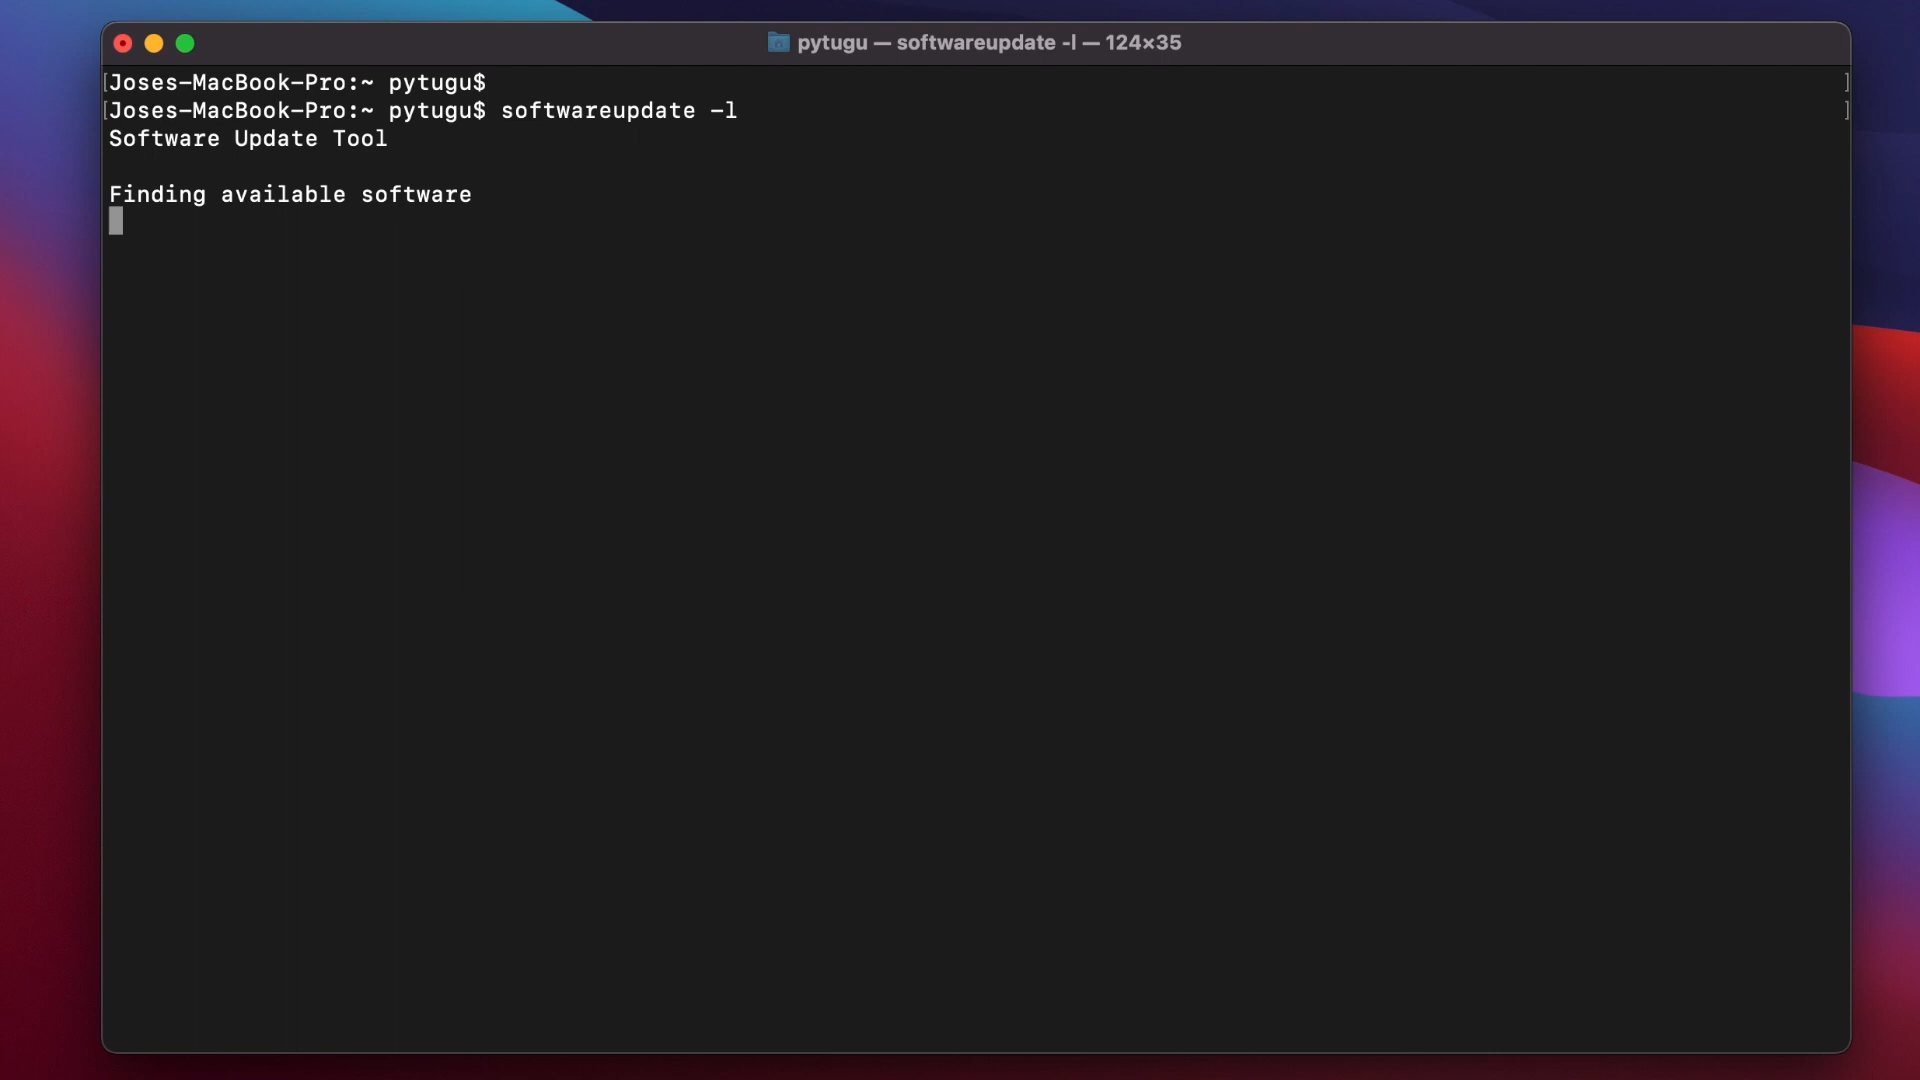 pytugu — softwareupdate -l — 124×35
[Joses-MacBook-Pro:~ pytugu$ ]
[Joses-MacBook-Pro:~ pytugu$ softwareupdate -l ]
Software Update Tool
Finding available software